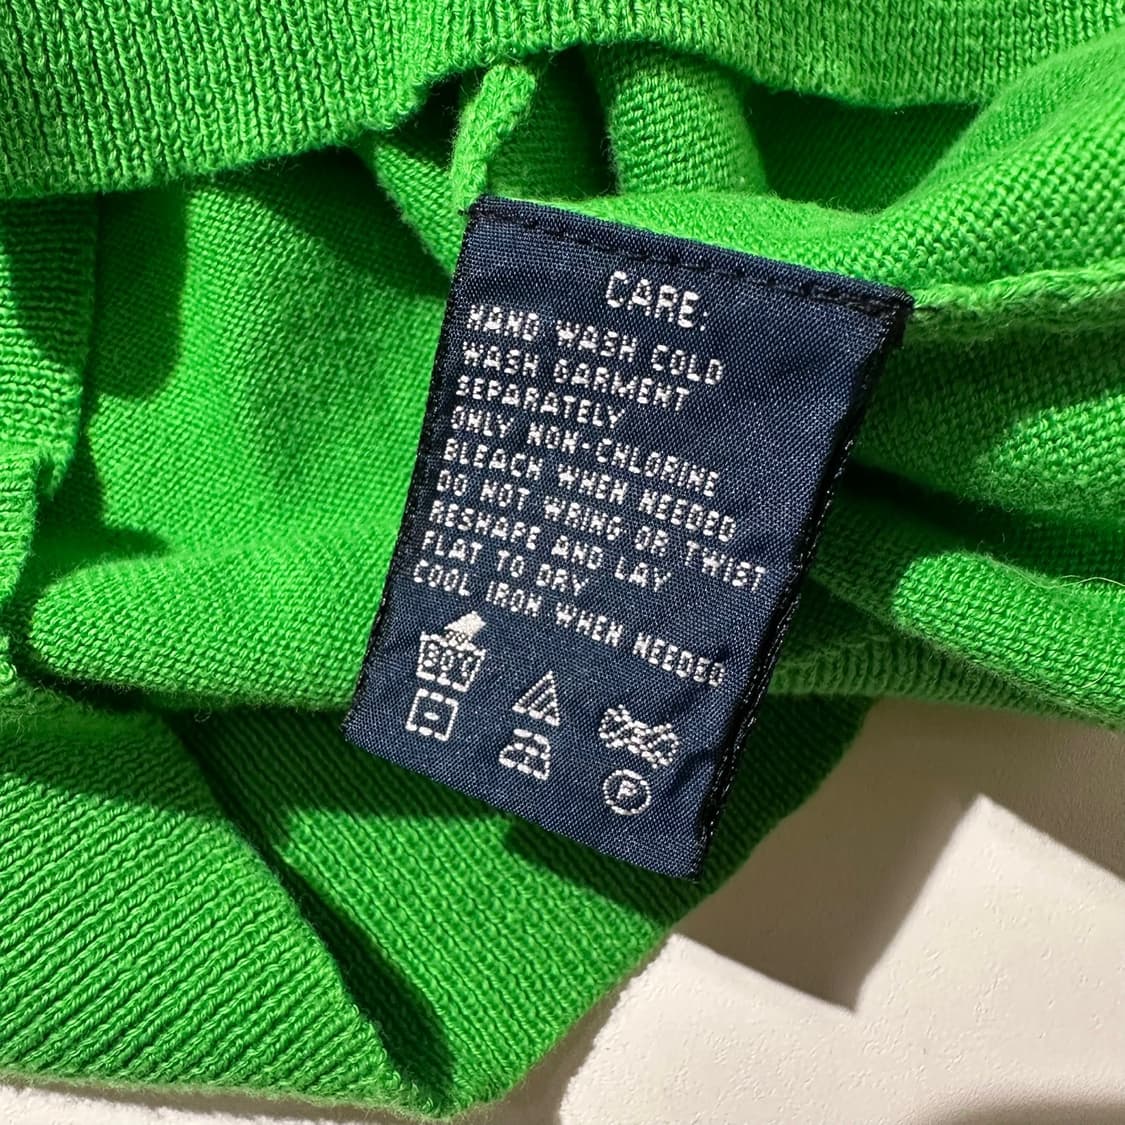 CARE:
HAND WASH COLD
WASH GARMENT
SEPARATELY
ONLY NON-CHLORINE
BLEACH WHEN NEEDED
DO NOT WRING OR TWIST
RESHAPE AND LAY
FLAT TO DRY
COOL IRON WHEN NEEDED
P